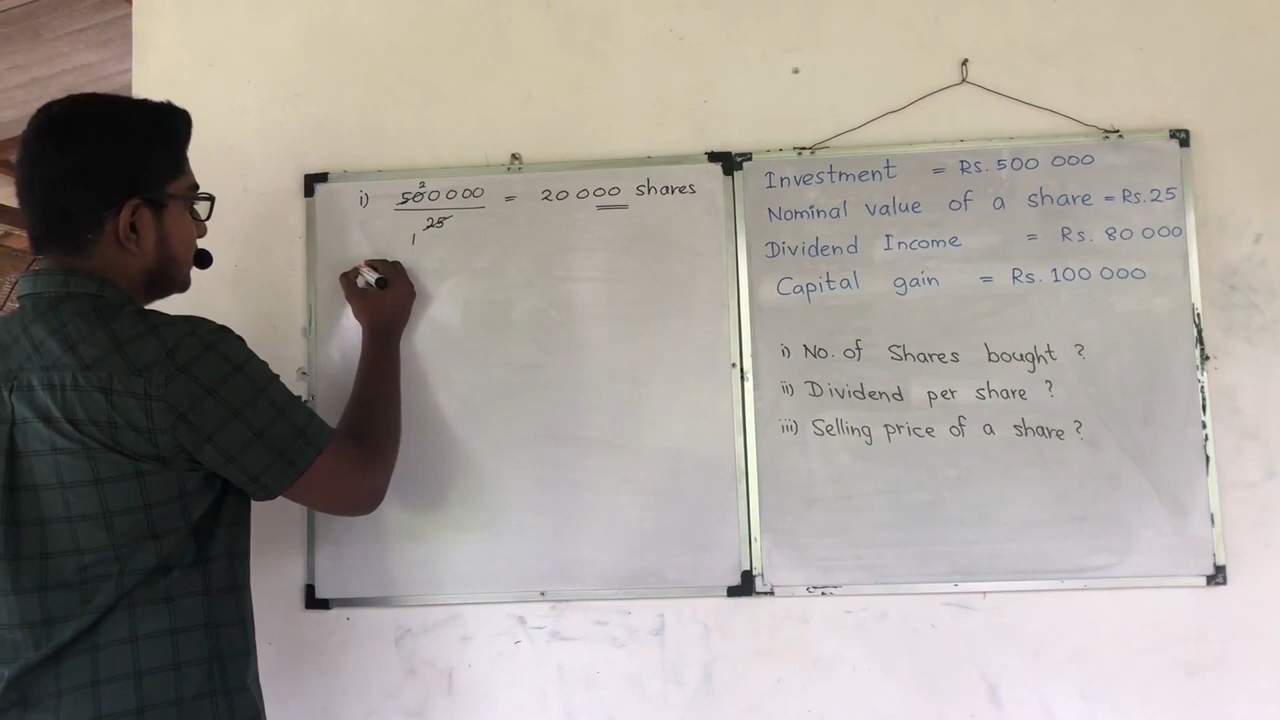 i) 500000 = 20 000 shares
2
25
1
Investment = Rs. 500 000
Nominal value of a share = Rs. 25
Dividend Income = Rs. 80 000
Capital gain = Rs. 100 000
i) No. of Shares bought ?
ii) Dividend per share ?
iii) Selling price of a share ?